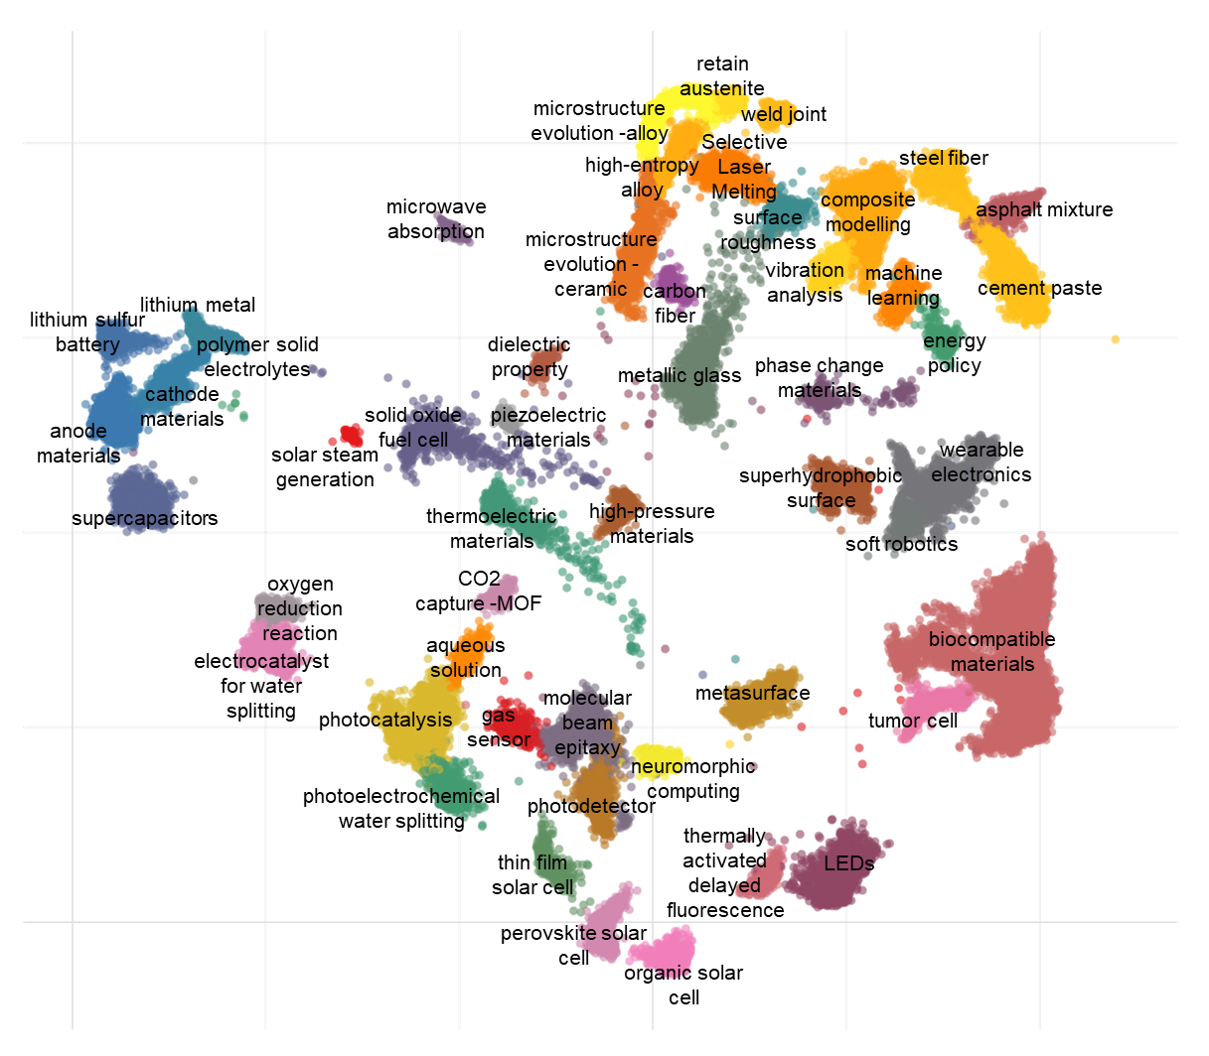 retain
austenite
microstructure
evolution -alloy
weld joint
Selective
Laser
Melting
high-entropy
alloy
steel fiber
composite
modelling
asphalt mixture
microwave
absorption
surface
roughness
microstructure
evolution -
ceramic
carbon
fiber
vibration
analysis
machine
learning
cement paste
lithium metal
lithium sulfur
battery
polymer solid
electrolytes
dielectric
property
metallic glass
energy
policy
phase change
materials
cathode
materials
anode
materials
solid oxide
fuel cell
piezoelectric
materials
solar steam
generation
wearable
electronics
superhydrophobic
surface
supercapacitors
thermoelectric
materials
high-pressure
materials
soft robotics
CO2
capture -MOF
oxygen
reduction
reaction
electrocatalyst
for water
splitting
aqueous
solution
biocompatible
materials
metasurface
tumor cell
photocatalysis
gas
sensor
molecular
beam
epitaxy
neuromorphic
computing
photoelectrochemical
water splitting
photodetector
thermally
activated
delayed
fluorescence
LEDs
thin film
solar cell
perovskite solar
cell
organic solar
cell